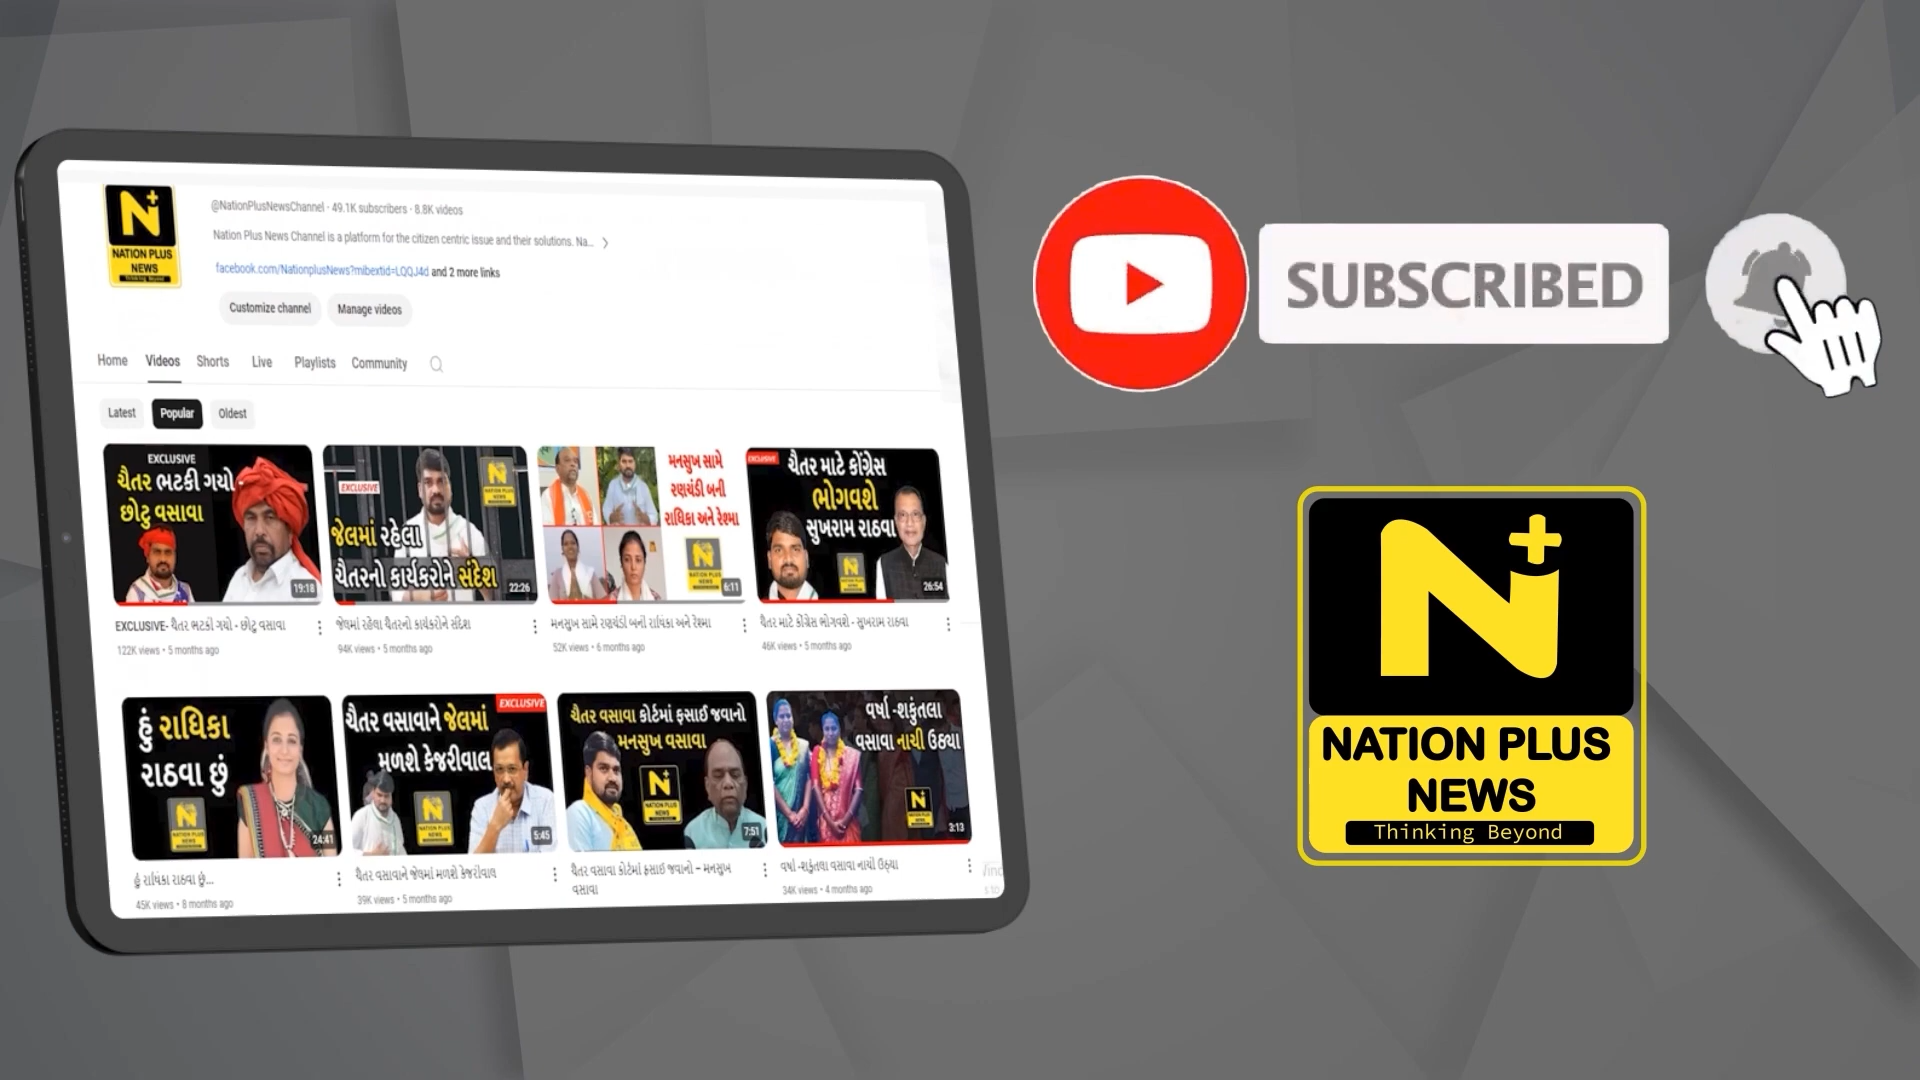 NATION PLUS
NEWS
@NationPlusNewsChannel · 49.1K subscribers · 8.8K videos
Nation Plus News Channel is a platform for the citizen centric issue and their solutions. Na...
facebook.com/NationplusNews?mibextid=LQQJ4d and 2 more links
Customize channel
Manage videos
Home Videos Shorts Live Playlists Community
Latest Popular Oldest
EXCLUSIVE
ચૈતર ભટકી ગયો
છોટુ વસાવા
19:18
EXCLUSIVE
જેલમાં રહેલા
ચૈતરનો કાર્યકરોને સંદેશ
22:26
મનસુખ સામે
રણચંડી બની
રાધિકા અને રેશ્મા
6:11
EXCLUSIVE
ચૈતર માટે કોંગ્રેસ
ભોગવશે
સુખરામ રાઠવા
26:54
EXCLUSIVE- ચૈતર ભટકી ગયો - છોટુ વસાવા
122K views • 5 months ago
જેલમાં રહેલા ચૈતરનો કાર્યકરોને સંદેશ
94K views • 5 months ago
મનસુખ સામે રણચંડી બની રાધિકા અને રેશ્મા
52K views • 6 months ago
ચૈતર માટે કોંગ્રેસ ભોગવશે - સુખરામ રાઠવા
46K views • 5 months ago
હું રાધિકા
રાઠવા છું
24:41
EXCLUSIVE
ચૈતર વસાવાને જેલમાં
મળશે કેજરીવાલ
5:45
ચૈતર વસાવા કોર્ટમાં ફસાઈ જવાનો
મનસુખ વસાવા
7:51
વર્ષા -શકુંતલા
વસાવા નાચી ઉઠ્યા
3:13
હું રાધિકા રાઠવા છું...
45K views • 8 months ago
ચૈતર વસાવાને જેલમાં મળશે કેજરીવાલ
39K views • 5 months ago
ચૈતર વસાવા કોર્ટમાં ફસાઈ જવાનો – મનસુખ
વસાવા
વર્ષા -શકુંતલા વસાવા નાચી ઉઠ્યા
34K views • 4 months ago
SUBSCRIBED
N+
NATION PLUS
NEWS
Thinking Beyond